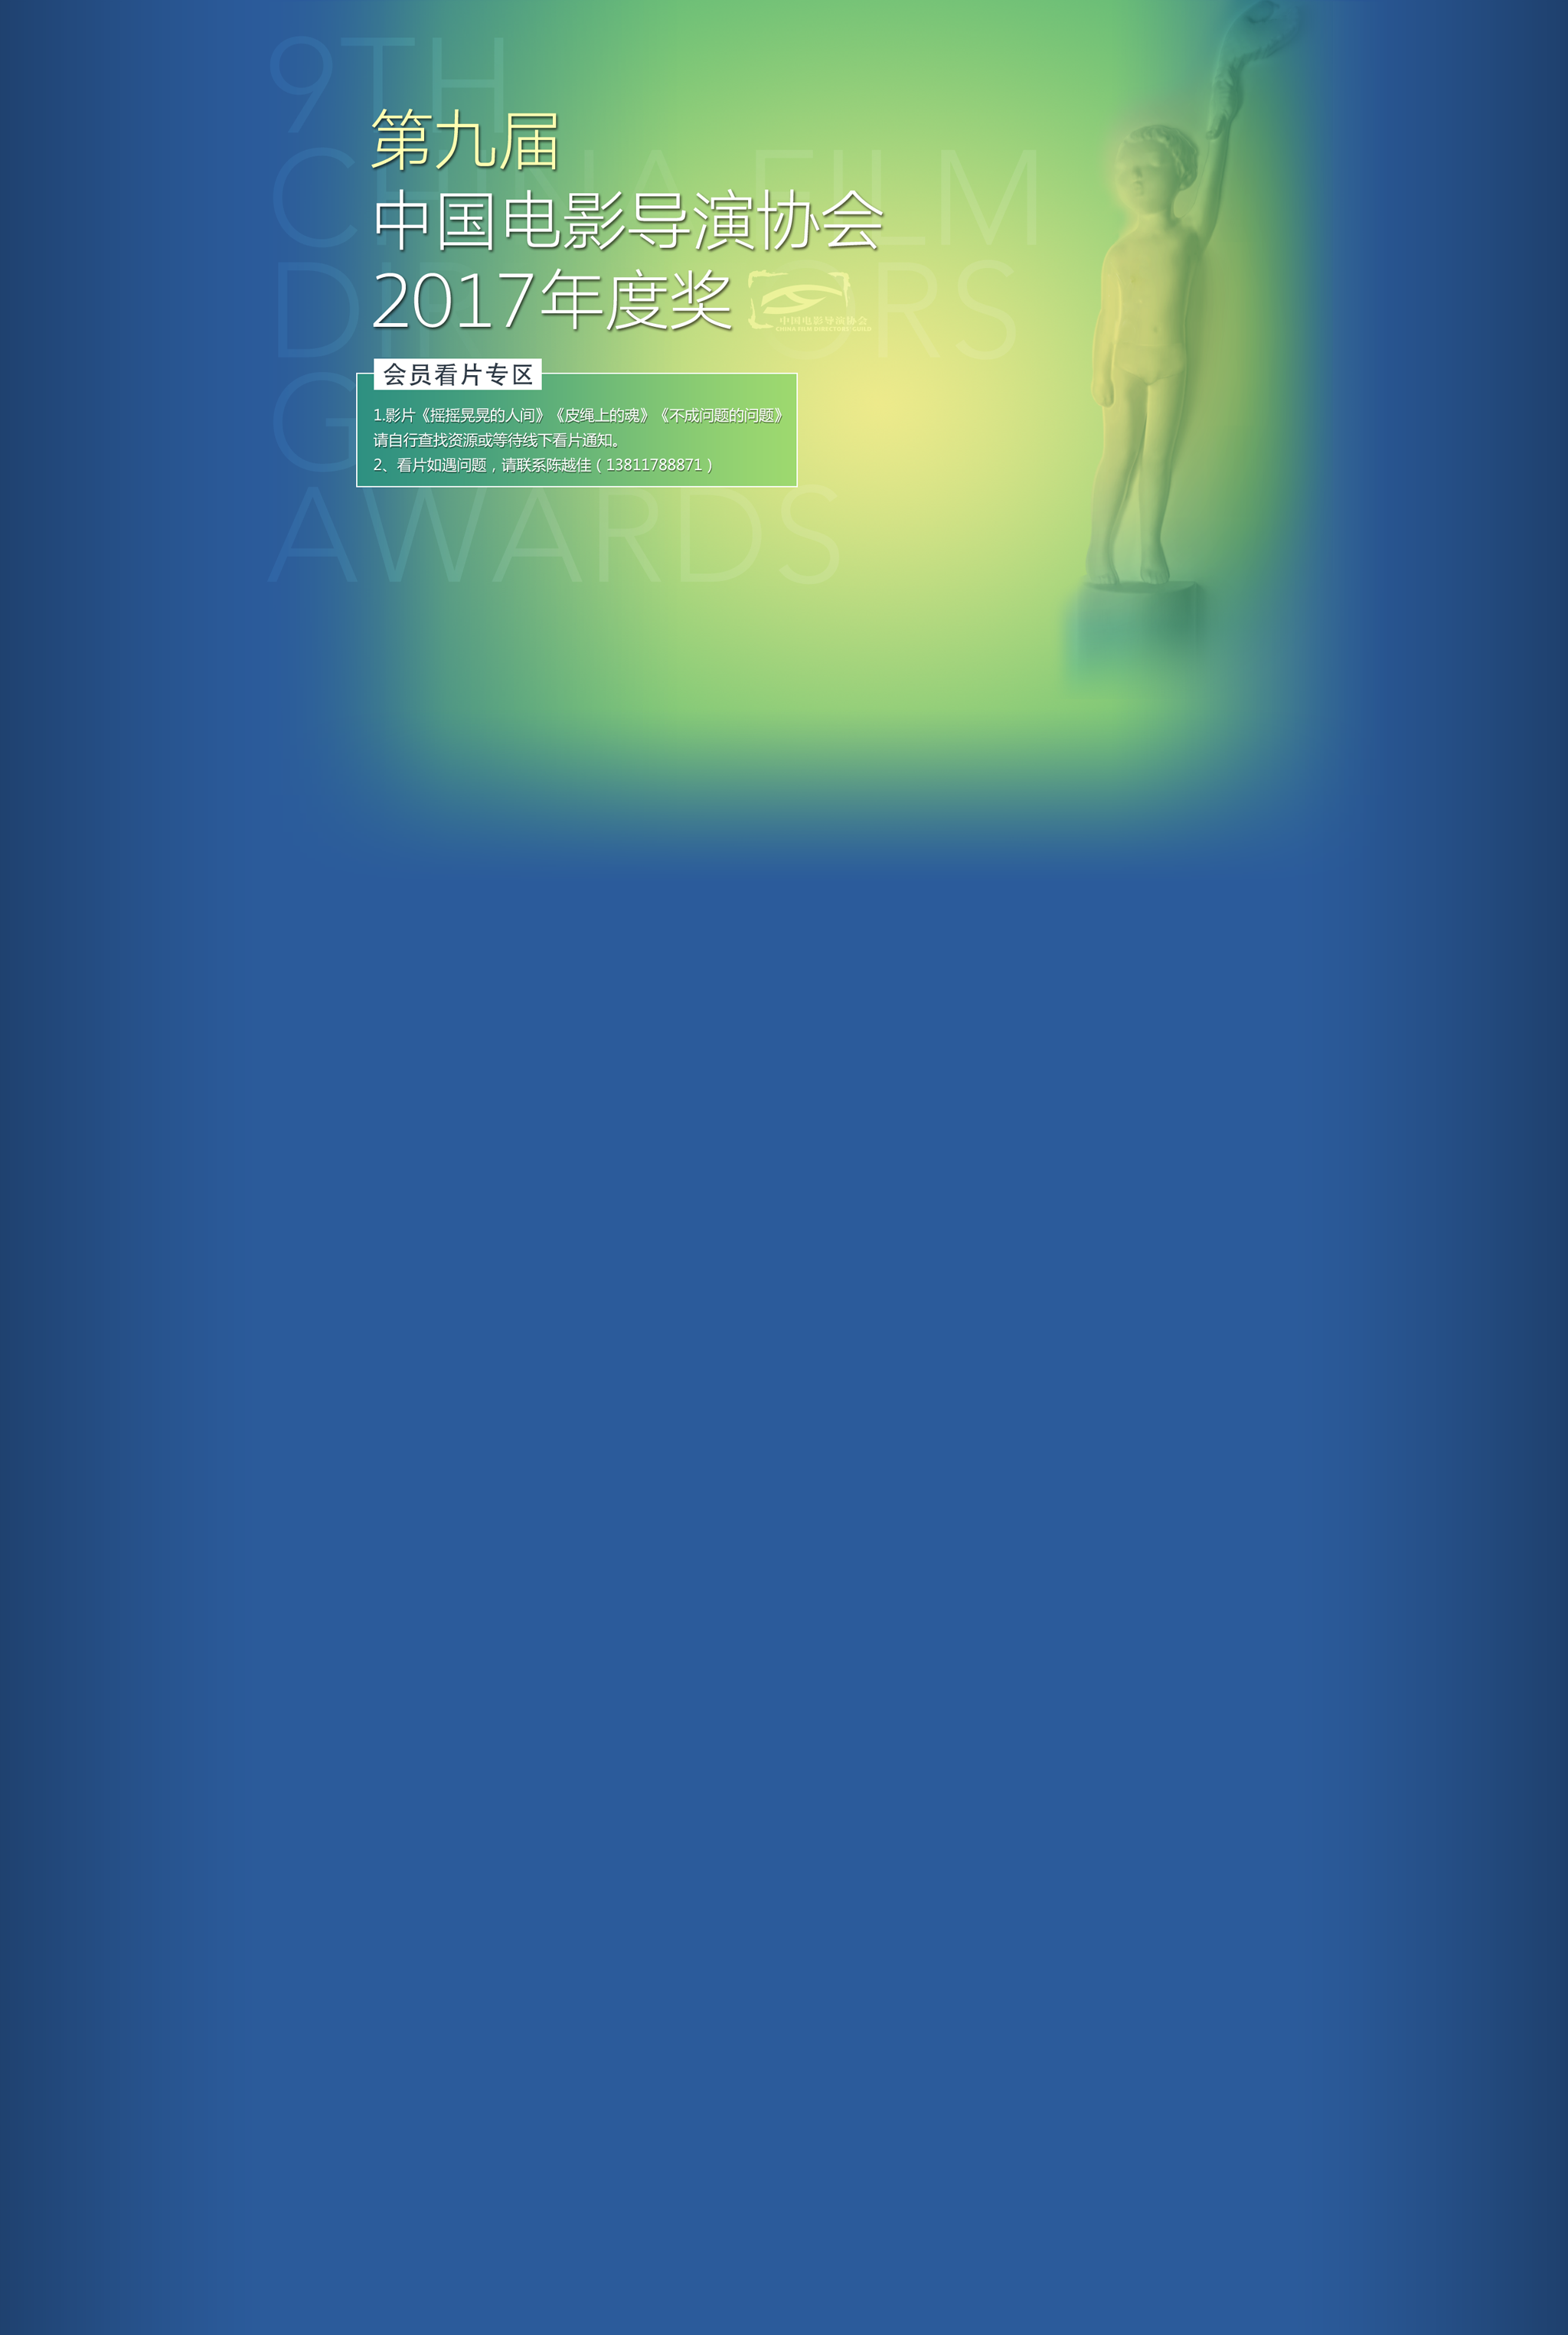 9TH
CHINA FILM
DIRECTORS
G
AWARDS
第九届
中国电影导演协会
2017年度奖
中国电影导演协会
CHINA FILM DIRECTORS' GUILD
会员看片专区
1.影片《摇摇晃晃的人间》《皮绳上的魂》《不成问题的问题》
请自行查找资源或等待线下看片通知。
2、看片如遇问题，请联系陈越佳（13811788871）